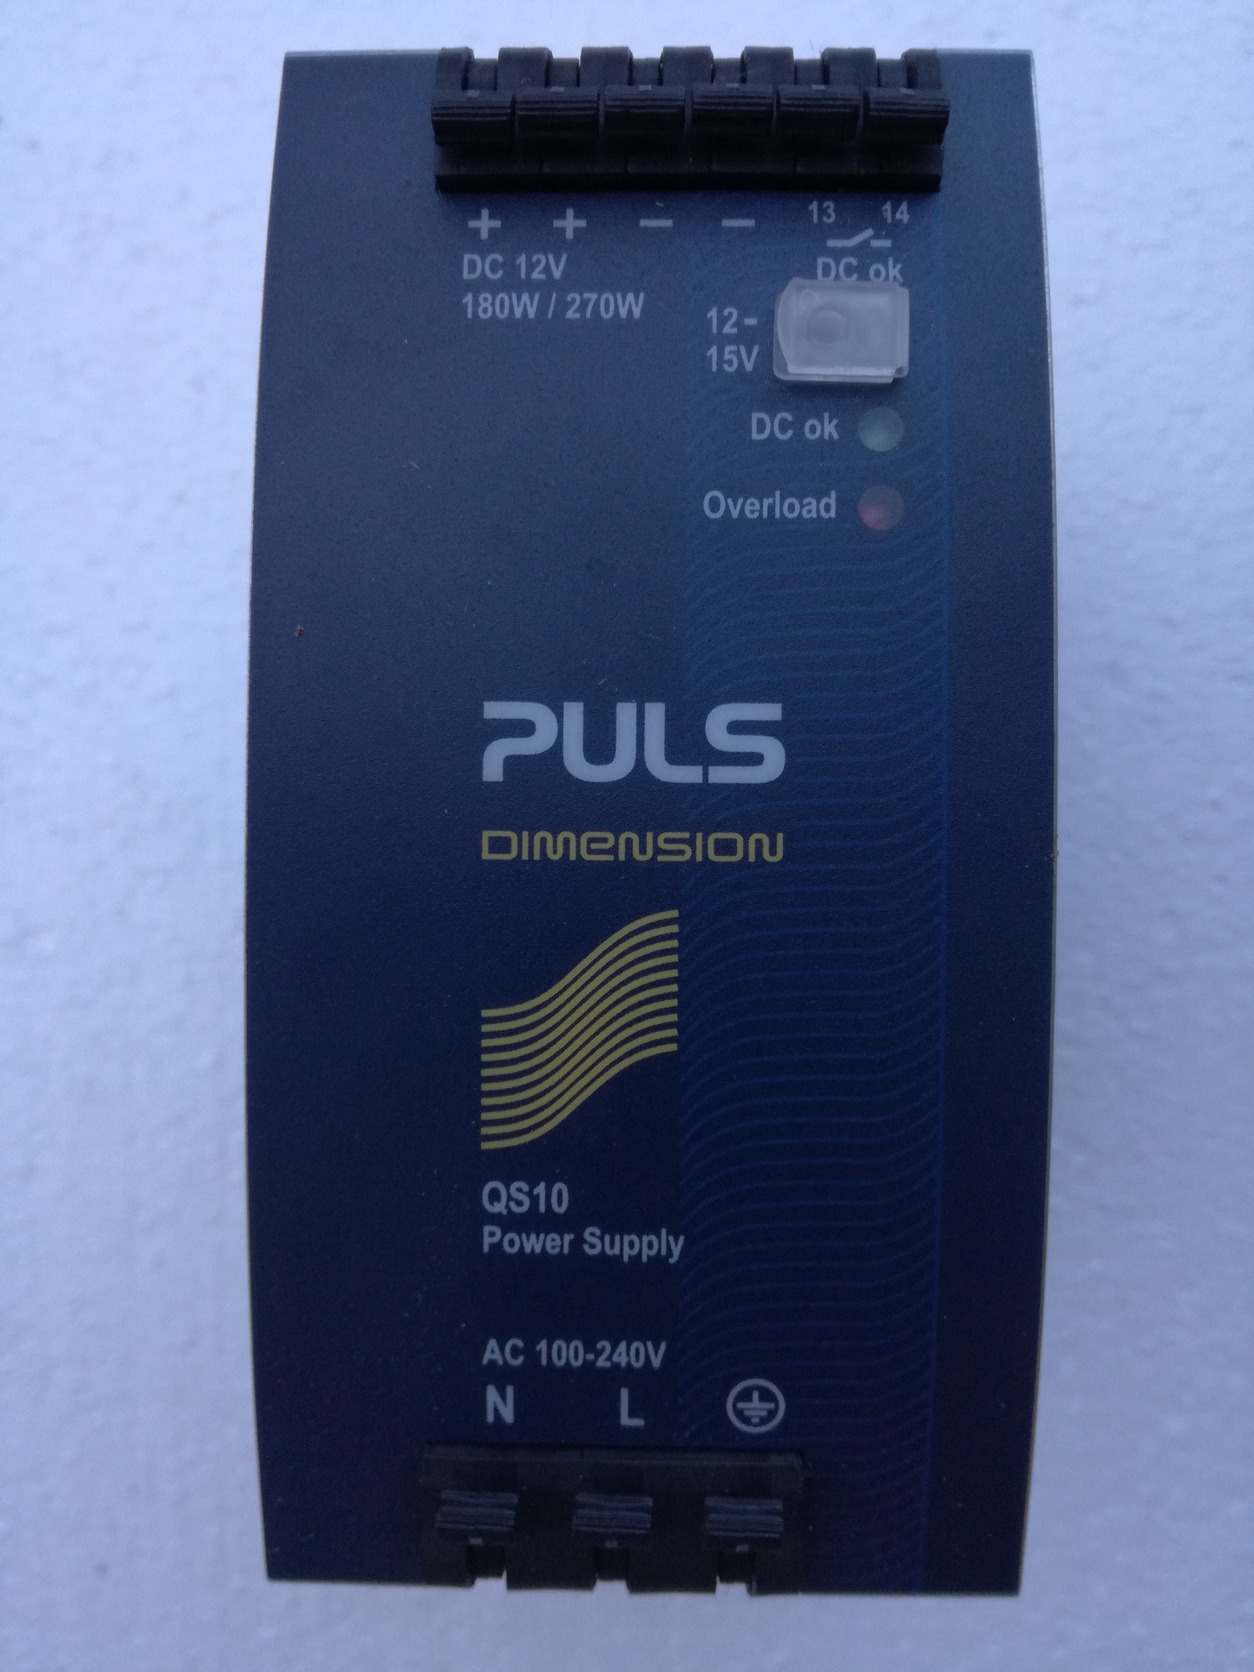 + + − − 13 14
DC 12V
180W / 270W
DC ok
12-
15V
DC ok
Overload
PULS
DIMENSION
QS10
Power Supply
AC 100-240V
N L